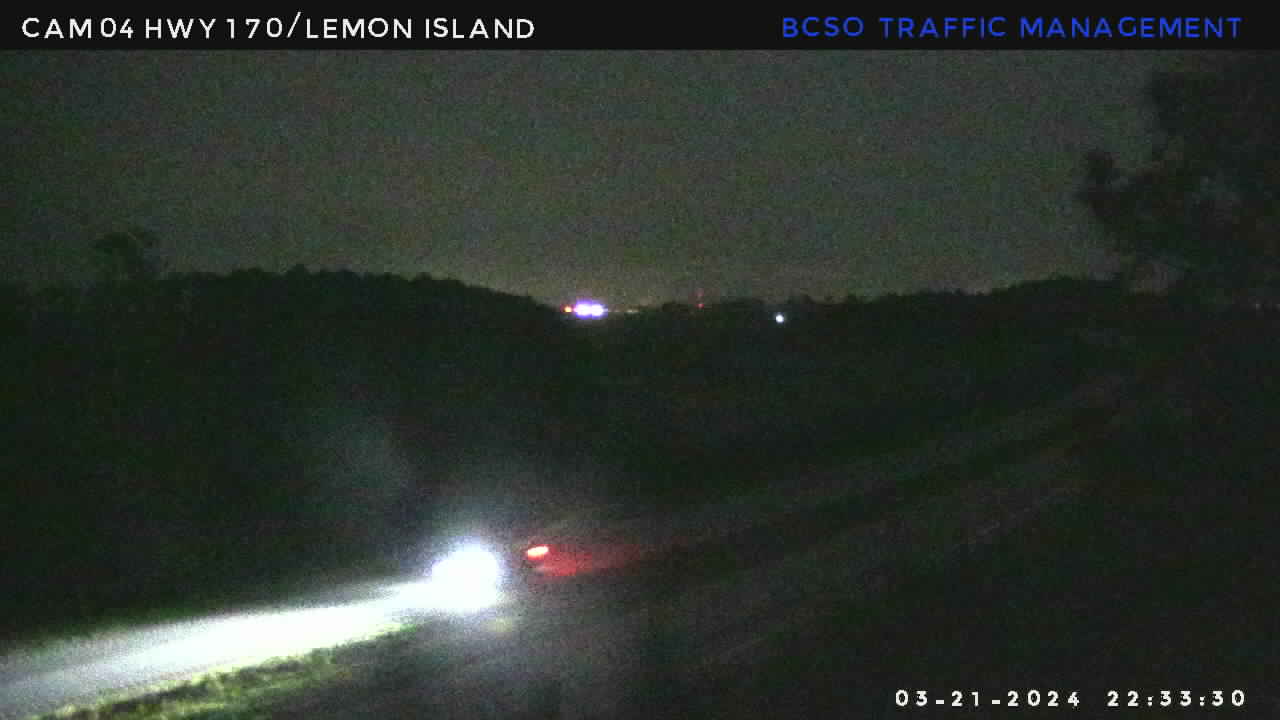 CAM04 HWY 170/LEMON ISLAND
BCSO TRAFFIC MANAGEMENT
03-21-2024 22:33:30